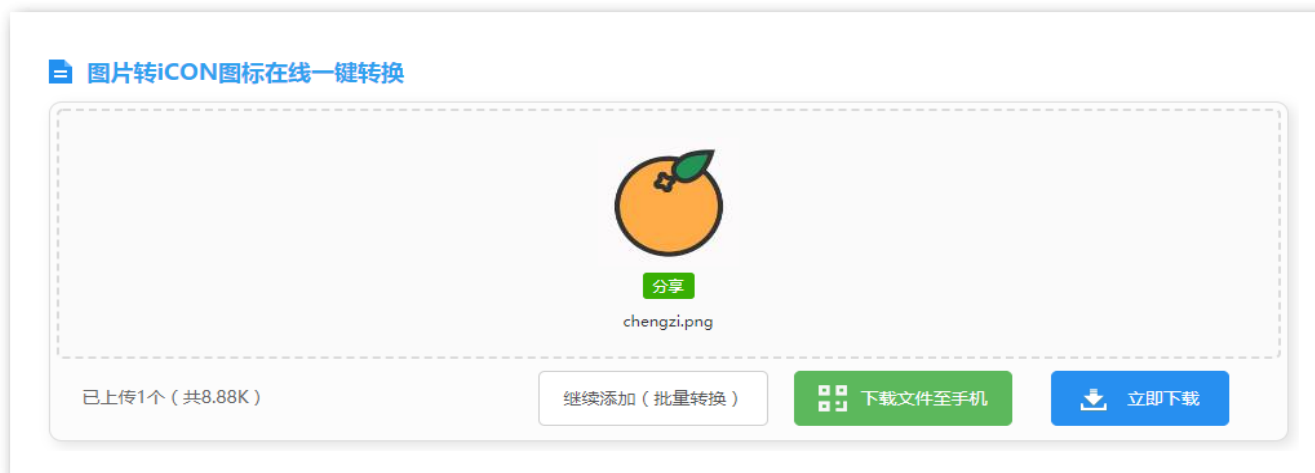 图片转iCON图标在线一键转换
分享
chengzi.png
已上传1个（共8.88K）
继续添加（批量转换）
下载文件至手机
立即下载